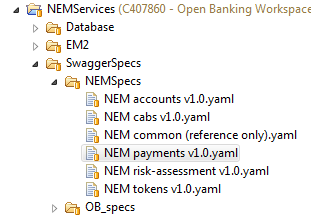 NEMServices (C407860 - Open Banking Workspace
Database
EM2
SwaggerSpecs
NEMSpecs
NEM accounts v1.0.yaml
NEM cabs v1.0.yaml
NEM common (reference only).yaml
NEM payments v1.0.yaml
NEM risk-assessment v1.0.yaml
NEM tokens v1.0.yaml
OB_specs